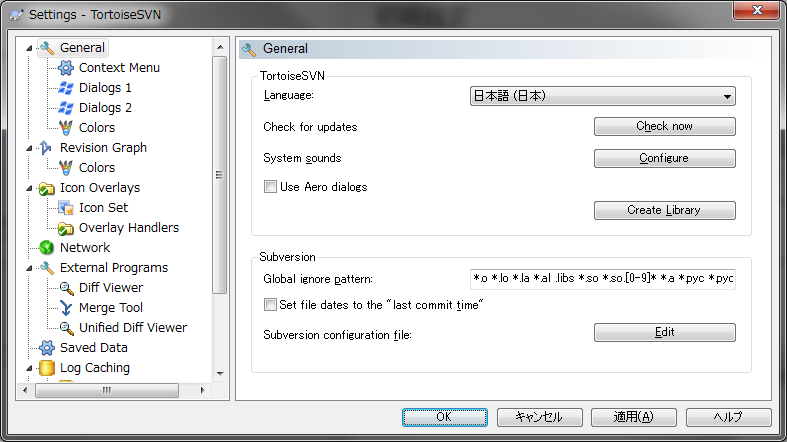 Settings - TortoiseSVN
General
Context Menu
Dialogs 1
Dialogs 2
Colors
Revision Graph
Colors
Icon Overlays
Icon Set
Overlay Handlers
Network
External Programs
Diff Viewer
Merge Tool
Unified Diff Viewer
Saved Data
Log Caching
General
TortoiseSVN
Language: 日本語 (日本)
Check for updates Check now
System sounds Configure
Use Aero dialogs
Create Library
Subversion
Global ignore pattern: *.o *.lo *.la *.al .libs *.so *.so.[0-9]* *.a *.pyc *.pyo
Set file dates to the "last commit time"
Subversion configuration file: Edit
OK キャンセル 適用(A) ヘルプ